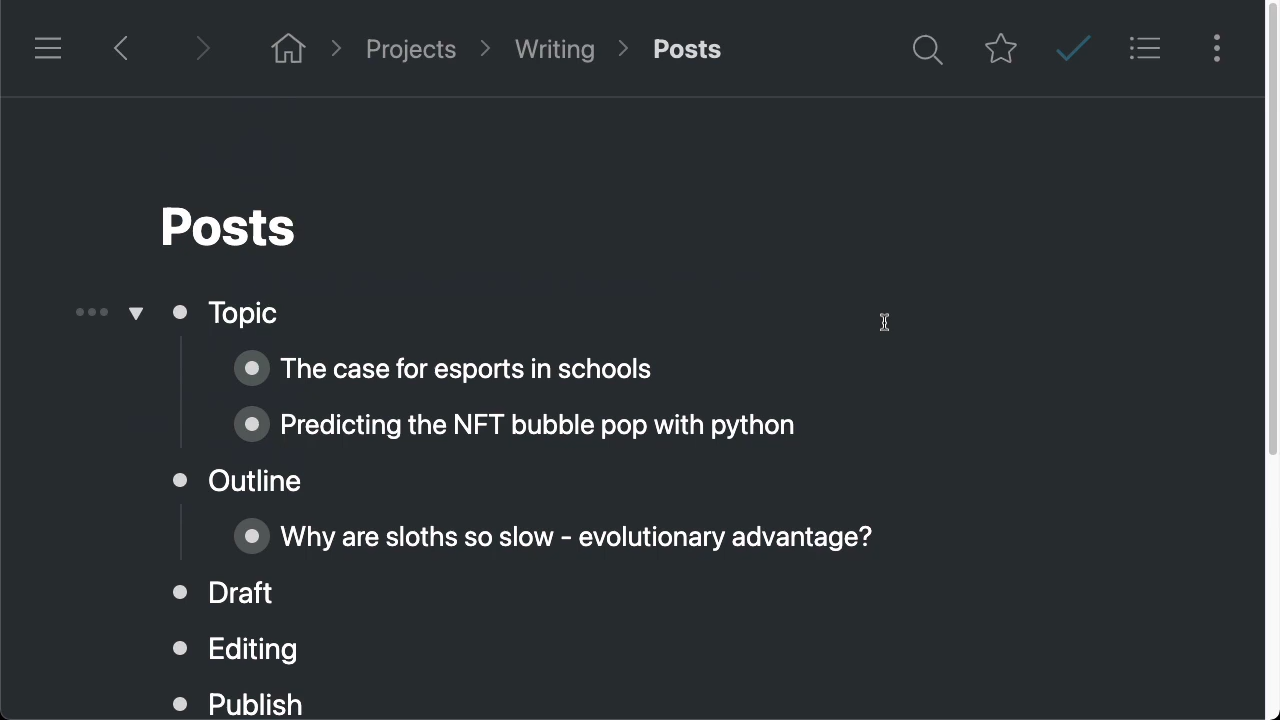 Projects > Writing > Posts
Posts
Topic
The case for esports in schools
Predicting the NFT bubble pop with python
Outline
Why are sloths so slow - evolutionary advantage?
Draft
Editing
Publish